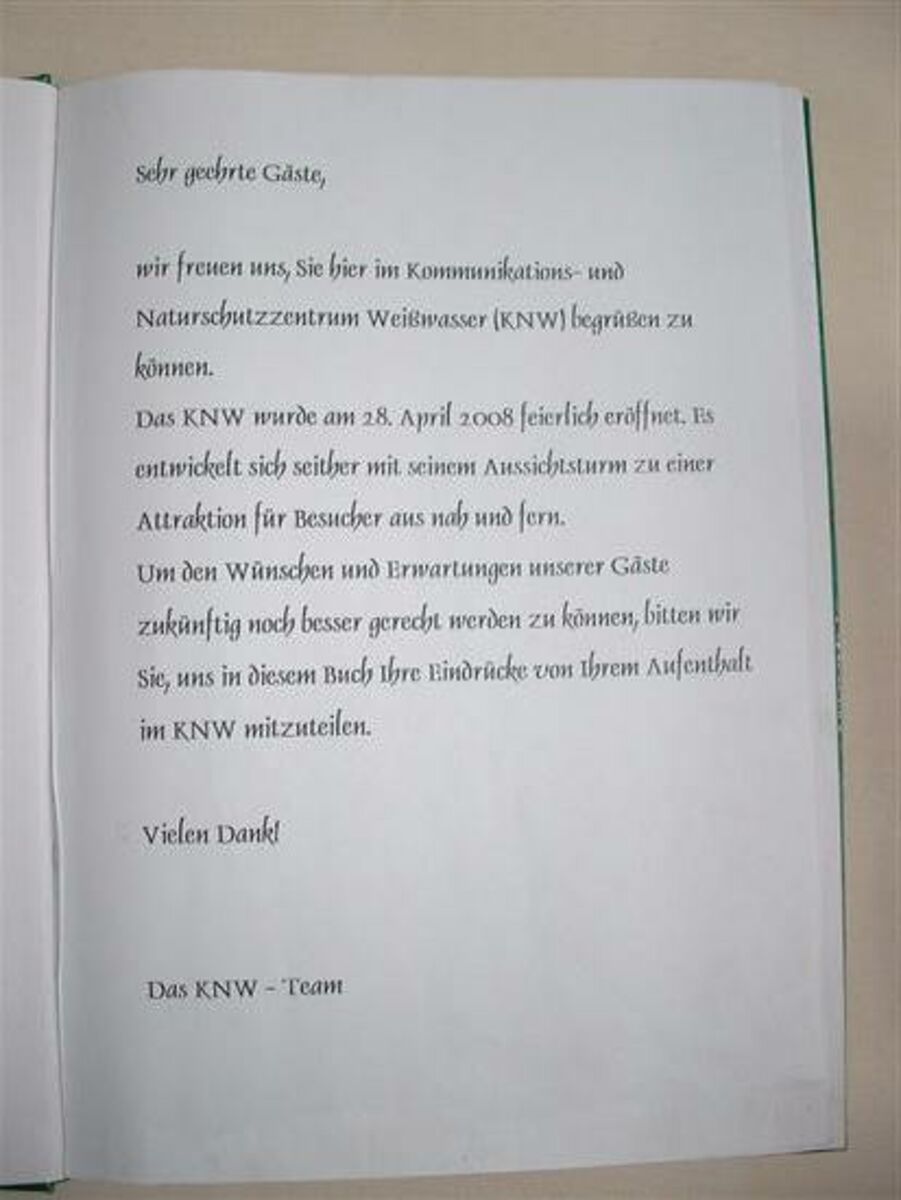 Sehr geehrte Gäste,
wir freuen uns, Sie hier im Kommunikations- und
Naturschutzzentrum Weißwasser (KNW) begrüßen zu
können.
Das KNW wurde am 28. April 2008 feierlich eröffnet. Es
entwickelt sich seither mit seinem Aussichtsturm zu einer
Attraktion für Besucher aus nah und fern.
Um den Wünschen und Erwartungen unserer Gäste
zukünftig noch besser gerecht werden zu können, bitten wir
Sie, uns in diesem Buch Ihre Eindrücke von Ihrem Aufenthalt
im KNW mitzuteilen.
Vielen Dank!
Das KNW - Team